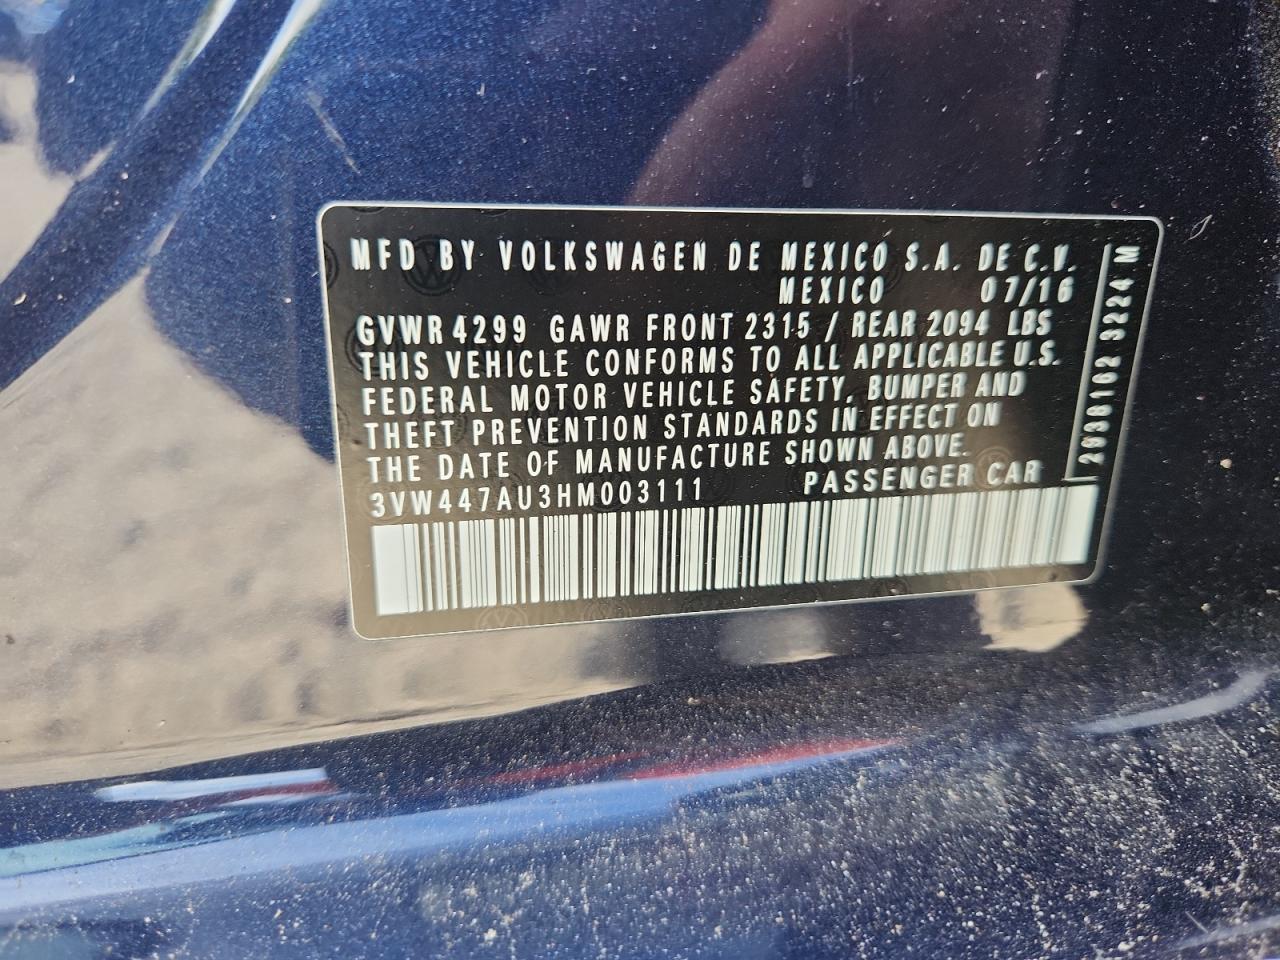 MFD BY VOLKSWAGEN DE MEXICO S.A. DE C.V.
MEXICO 07/16
GVWR 4299 GAWR FRONT 2315 / REAR 2094 LBS
THIS VEHICLE CONFORMS TO ALL APPLICABLE U.S.
FEDERAL MOTOR VEHICLE SAFETY, BUMPER AND
THEFT PREVENTION STANDARDS IN EFFECT ON
THE DATE OF MANUFACTURE SHOWN ABOVE.
3VW447AU3HM003111 PASSENGER CAR
2938162 3224 M